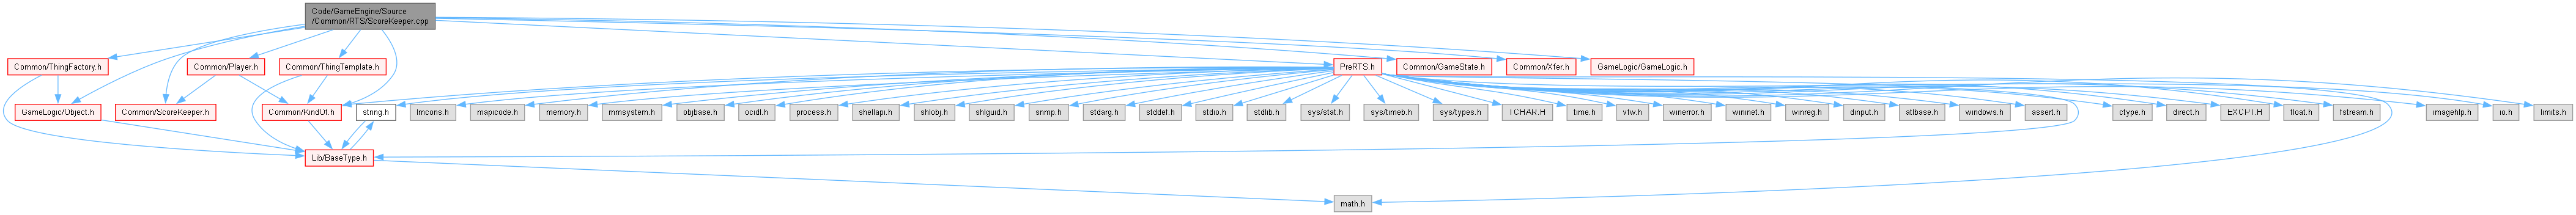 Code/GameEngine/Source
/Common/RTS/ScoreKeeper.cpp
Common/ThingFactory.h
Common/Player.h
Common/ThingTemplate.h
PreRTS.h
Common/GameState.h
Common/Xfer.h
GameLogic/GameLogic.h
GameLogic/Object.h
Common/ScoreKeeper.h
Common/KindOf.h
string.h
lmcons.h
mapicode.h
memory.h
mmsystem.h
objbase.h
ocidl.h
process.h
shellapi.h
shlobj.h
shlguid.h
snmp.h
stdarg.h
stddef.h
stdio.h
stdlib.h
sys/stat.h
sys/timeb.h
sys/types.h
TCHAR.H
time.h
vfw.h
winerror.h
wininet.h
winreg.h
dinput.h
atlbase.h
windows.h
assert.h
ctype.h
direct.h
EXCPT.H
float.h
fstream.h
imagehlp.h
io.h
limits.h
Lib/BaseType.h
math.h